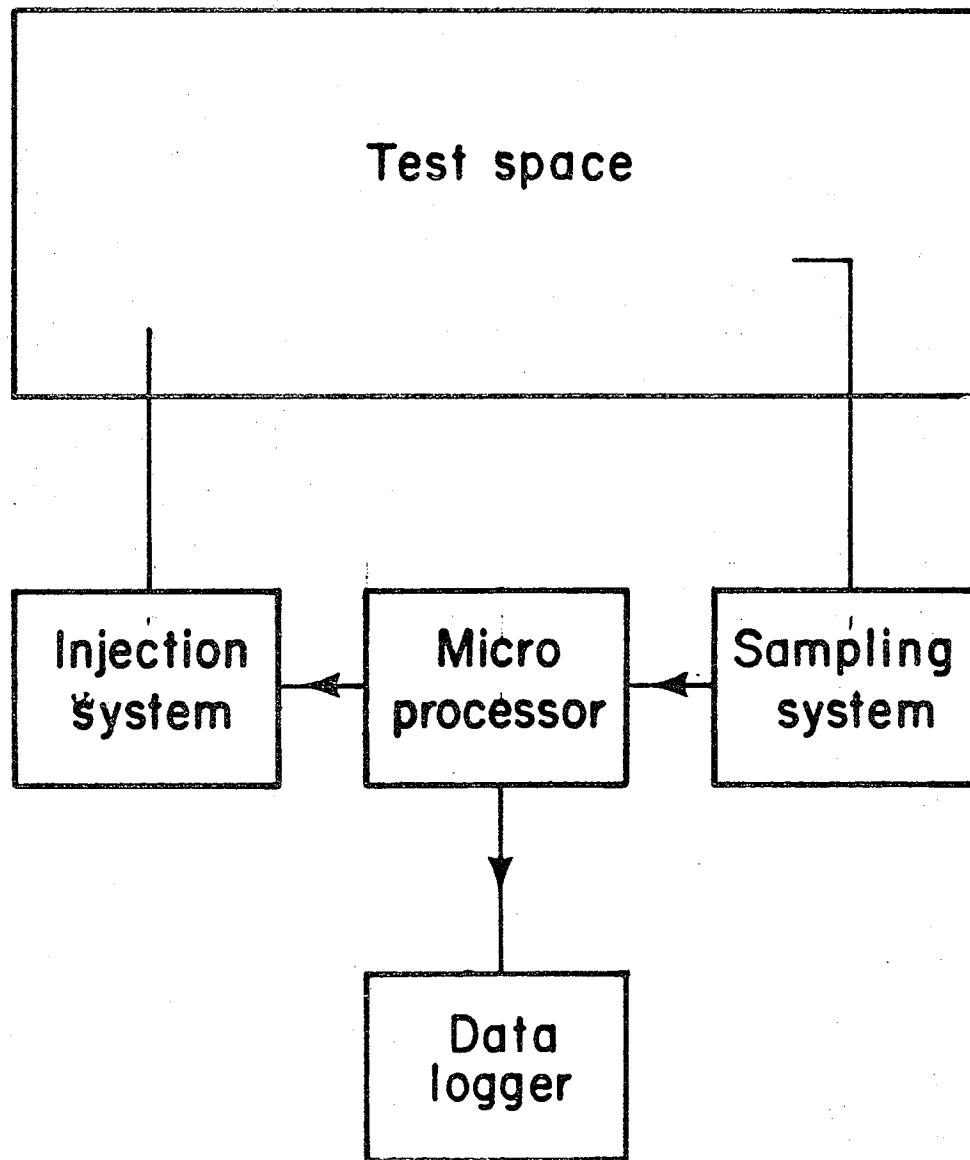 Test space
Injection
system
Micro
processor
Sampling
system
Data
logger